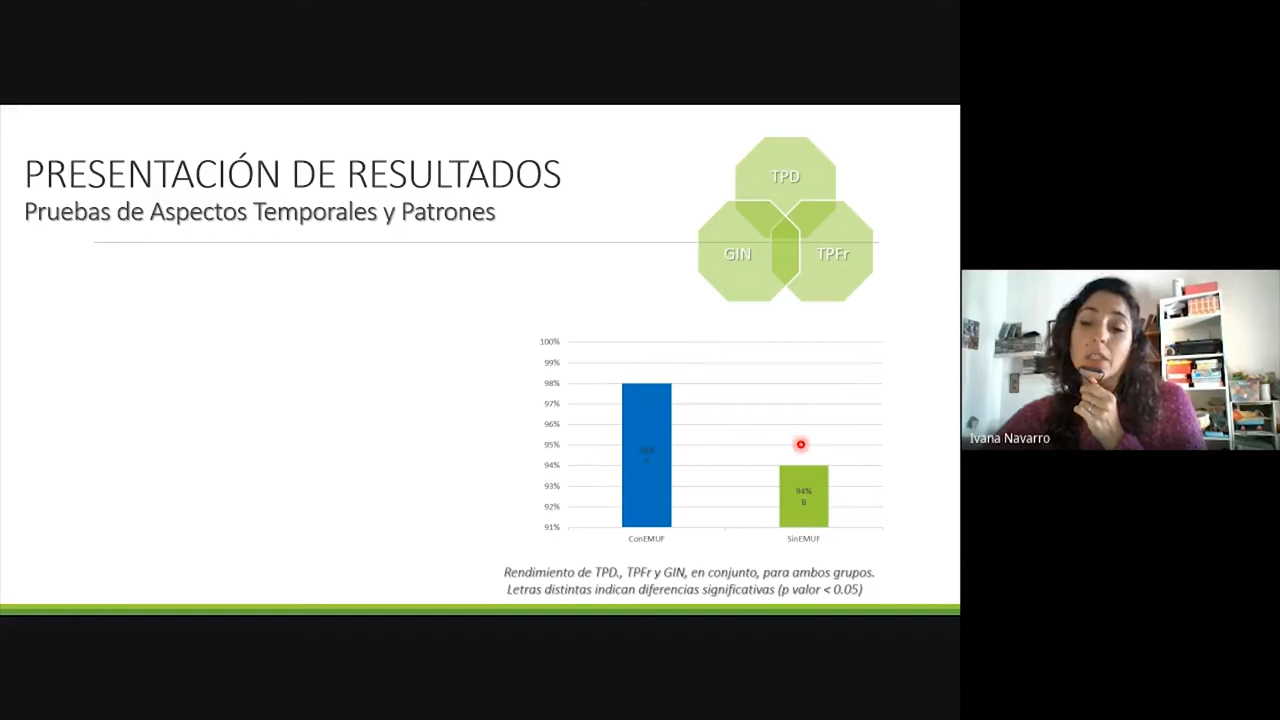 PRESENTACIÓN DE RESULTADOS
Pruebas de Aspectos Temporales y Patrones
TPD
GIN
TPFr
100%
99%
98%
97%
96%
95%
94%
93%
92%
91%
98%
A
94%
B
ConEMUF
SinEMUF
Rendimiento de TPD., TPFr y GIN, en conjunto, para ambos grupos.
Letras distintas indican diferencias significativas (p valor < 0.05)
Ivana Navarro